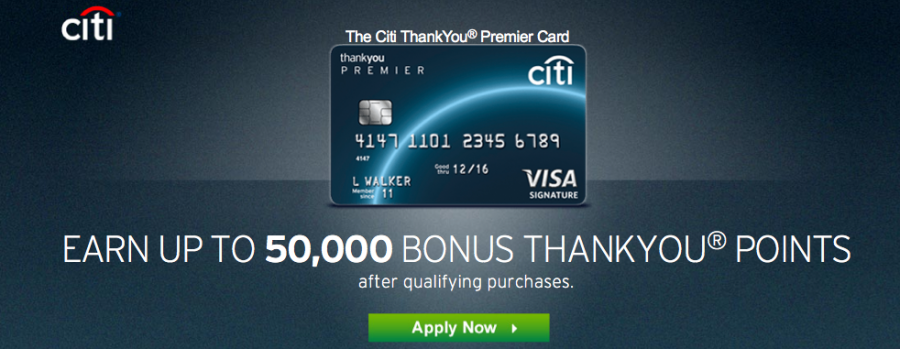 citi
The Citi ThankYou® Premier Card
thankyou
PREMIER
citi
4147 1101 2345 6789
4147
Good thru 12/16
L WALKER
Member since 11
VISA
SIGNATURE
EARN UP TO 50,000 BONUS THANKYOU® POINTS
after qualifying purchases.
Apply Now